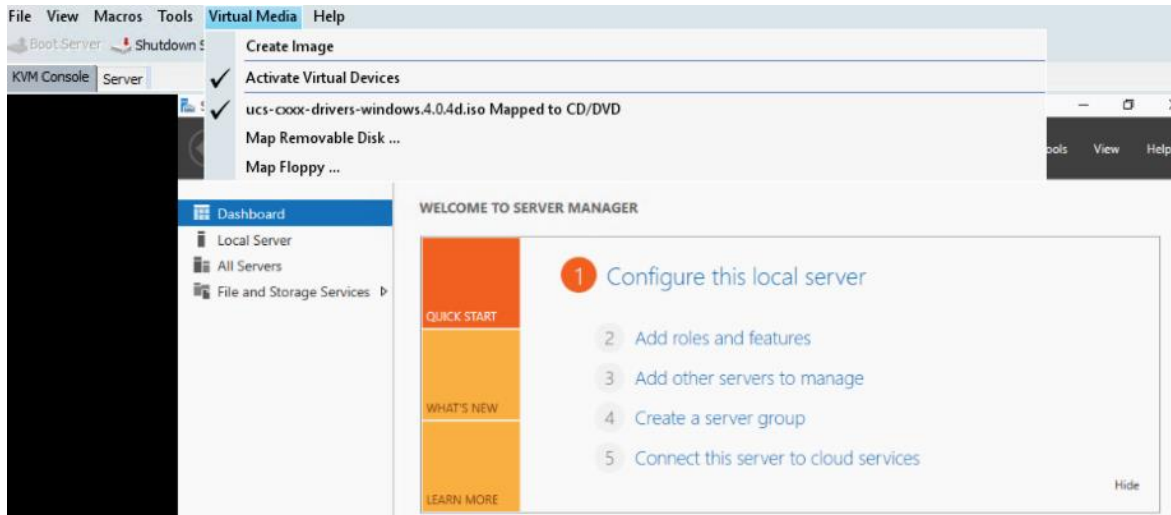 File View Macros Tools Virtual Media Help
Boot Server Shutdown S
Create Image
KVM Console Server
Activate Virtual Devices
ucs-cxxx-drivers-windows.4.0.4d.iso Mapped to CD/DVD
Map Removable Disk ...
ools View Help
Map Floppy ...
Dashboard
WELCOME TO SERVER MANAGER
Local Server
All Servers
File and Storage Services
1 Configure this local server
QUICK START
2 Add roles and features
3 Add other servers to manage
WHAT'S NEW
4 Create a server group
5 Connect this server to cloud services
Hide
LEARN MORE